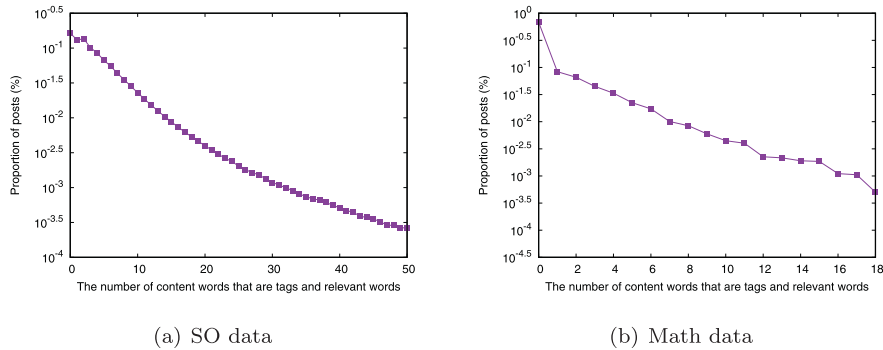 10^-0.5
10^-1
10^-1.5
10^-2
10^-2.5
10^-3
10^-3.5
10^-4
Proportion of posts (%)
0 10 20 30 40 50
The number of content words that are tags and relevant words
(a) SO data
10^0
10^-0.5
10^-1
10^-1.5
10^-2
10^-2.5
10^-3
10^-3.5
10^-4
10^-4.5
Proportion of posts (%)
0 2 4 6 8 10 12 14 16 18
The number of content words that are tags and relevant words
(b) Math data